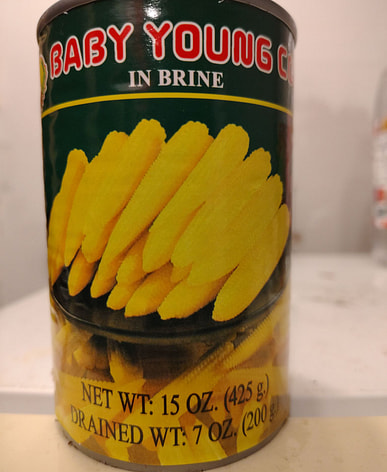 BABY YOUNG C
IN BRINE
NET WT: 15 OZ. (425 g.)
DRAINED WT: 7 OZ. (200 g